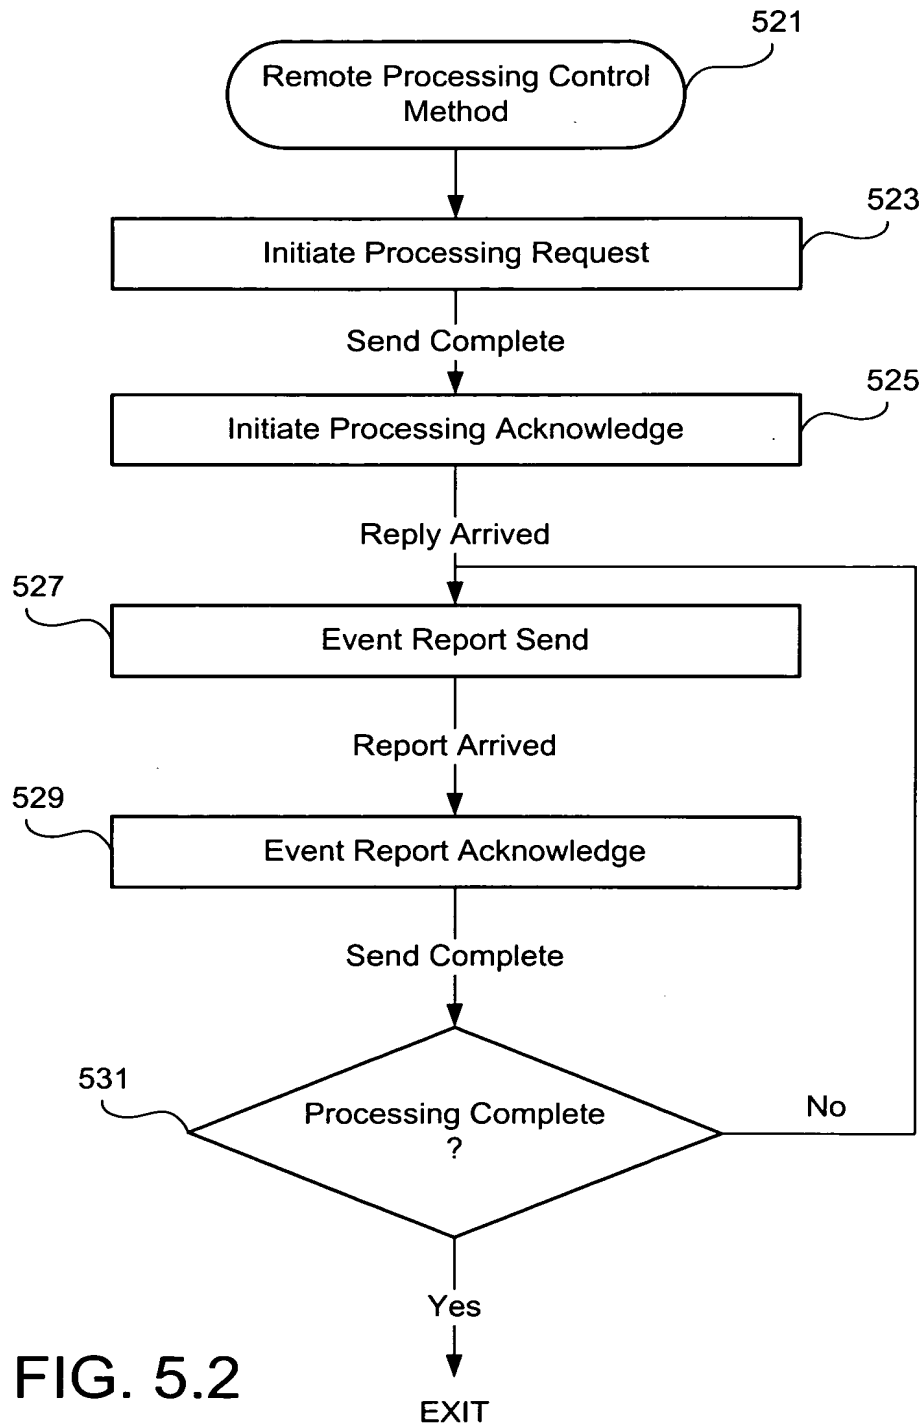 521
Remote Processing Control
Method
523
Initiate Processing Request
Send Complete
525
Initiate Processing Acknowledge
Reply Arrived
527
Event Report Send
Report Arrived
529
Event Report Acknowledge
Send Complete
531
Processing Complete
?
No
Yes
FIG. 5.2
EXIT